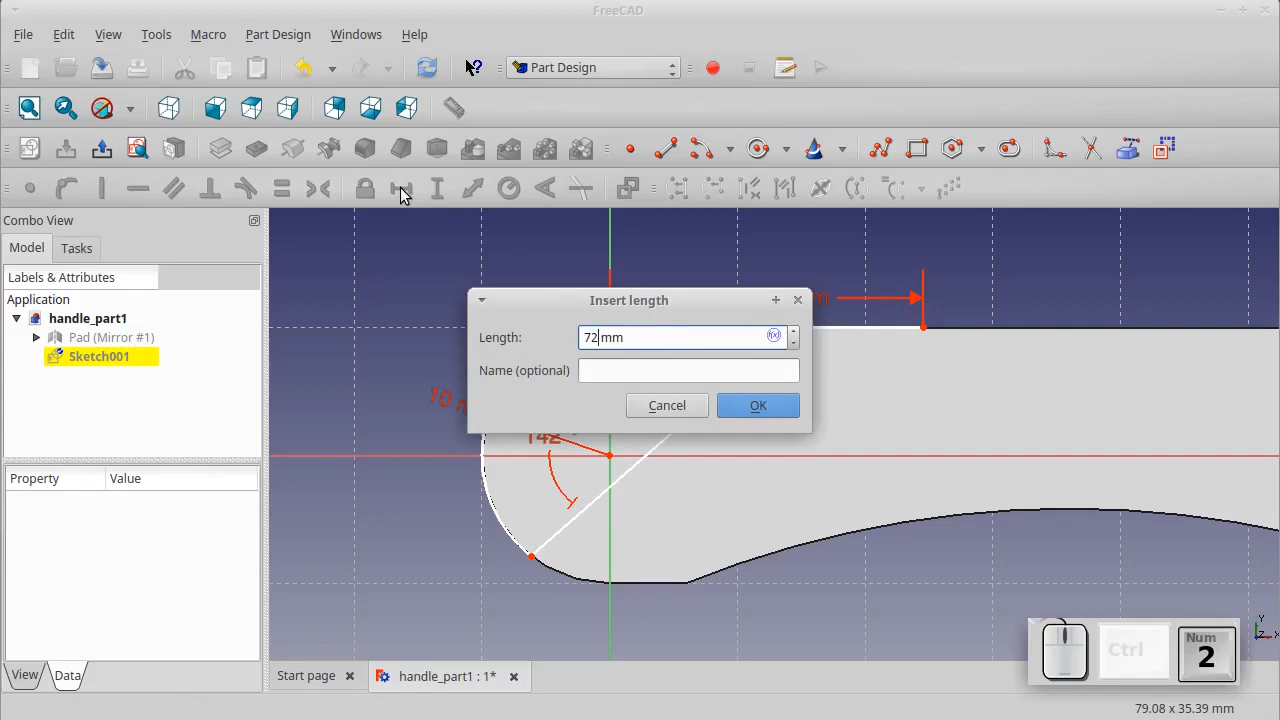 FreeCAD
File Edit View Tools Macro Part Design Windows Help
Part Design
Combo View
Model Tasks
Labels & Attributes
Application
handle_part1
Pad (Mirror #1)
Sketch001
Property Value
View Data
Insert length
Length: 72 mm
Name (optional)
Cancel OK
10
142
Start page
handle_part1 : 1*
Ctrl
Num
2
Y
Z
X
79.08 x 35.39 mm